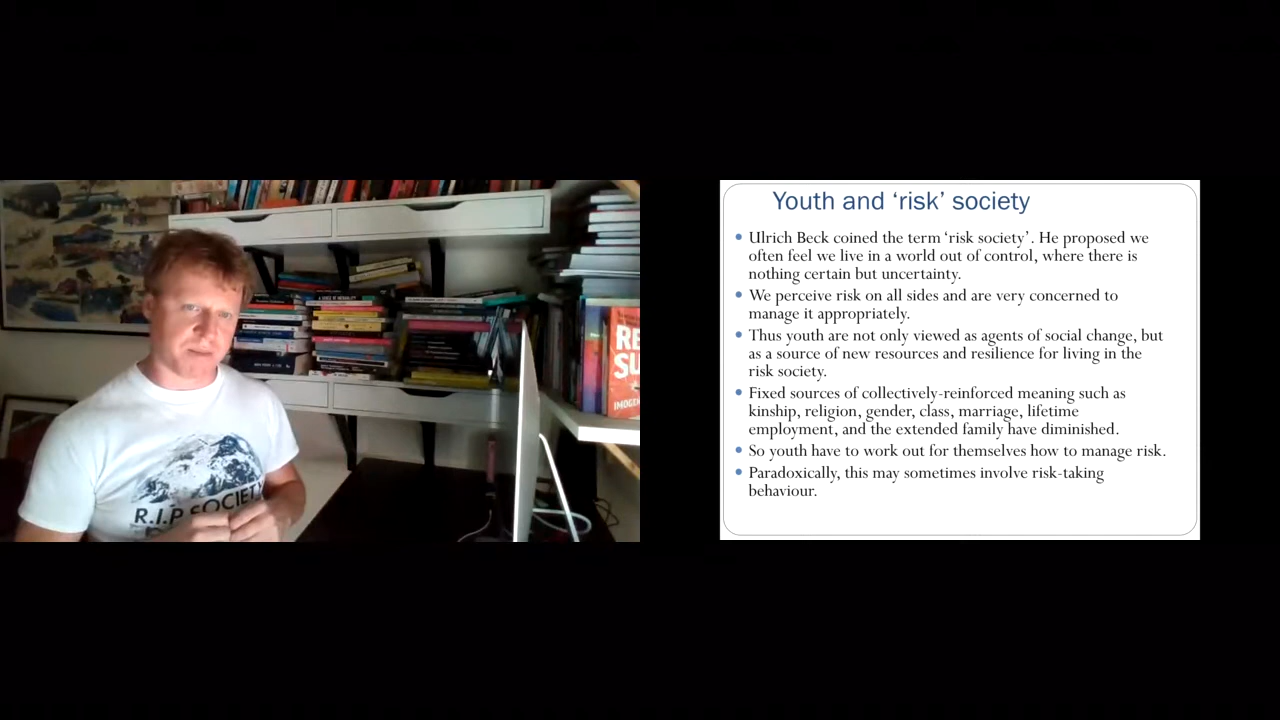 R.I.P SOCIETY
RE
SU
IMOGEN
Youth and ‘risk’ society
• Ulrich Beck coined the term ‘risk society’. He proposed we
often feel we live in a world out of control, where there is
nothing certain but uncertainty.
• We perceive risk on all sides and are very concerned to
manage it appropriately.
• Thus youth are not only viewed as agents of social change, but
as a source of new resources and resilience for living in the
risk society.
• Fixed sources of collectively-reinforced meaning such as
kinship, religion, gender, class, marriage, lifetime
employment, and the extended family have diminished.
• So youth have to work out for themselves how to manage risk.
• Paradoxically, this may sometimes involve risk-taking
behaviour.